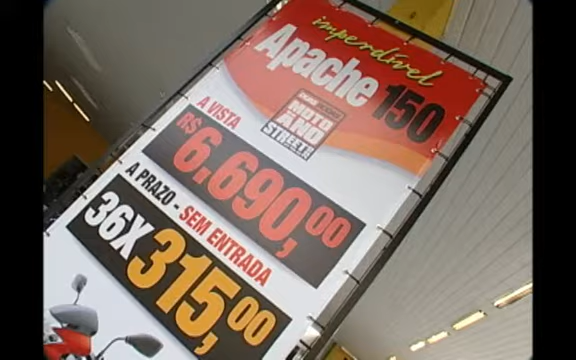 imperdível
Apache 150
MOTO
AND
STREET
A VISTA
R$ 6.690,00
A PRAZO - SEM ENTRADA
36X 315,00